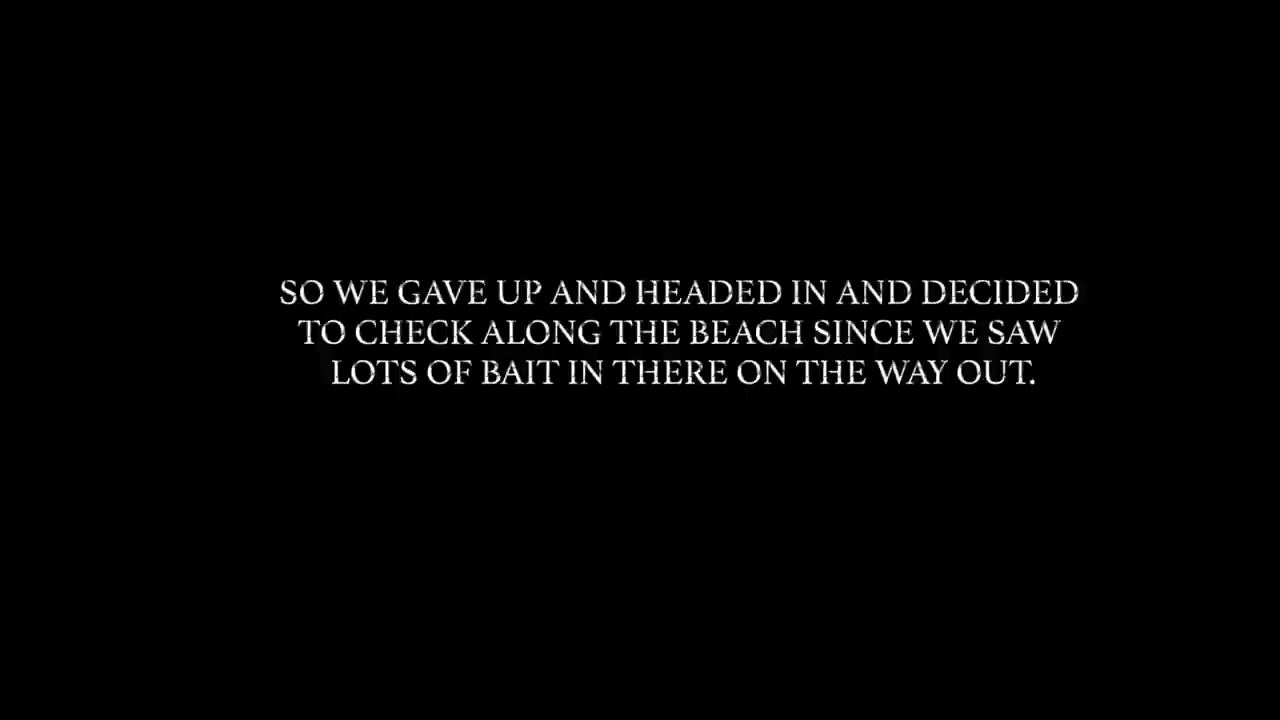 SO WE GAVE UP AND HEADED IN AND DECIDED
TO CHECK ALONG THE BEACH SINCE WE SAW
LOTS OF BAIT IN THERE ON THE WAY OUT.